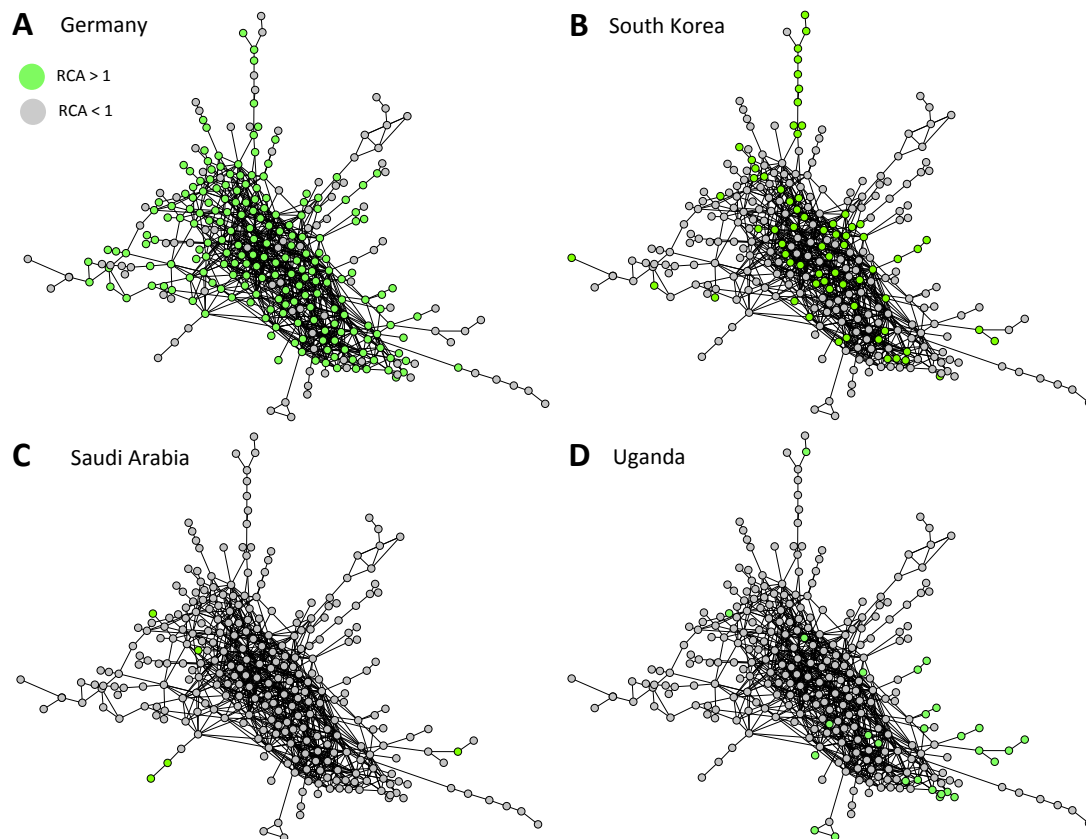 A Germany
RCA > 1
RCA < 1
B South Korea
C Saudi Arabia
D Uganda